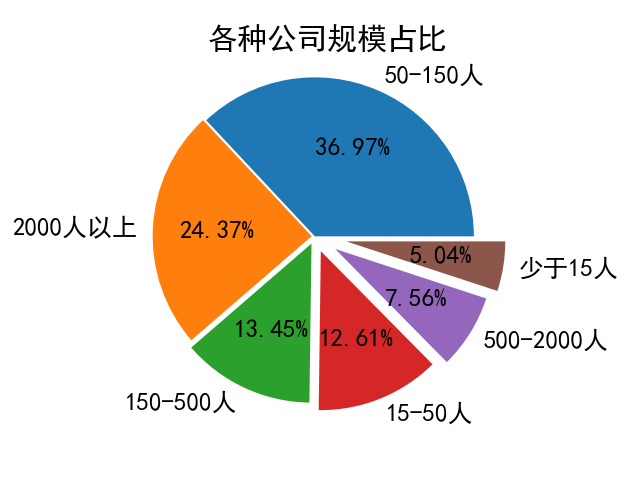 各种公司规模占比
50-150人
36.97%
2000人以上
24.37%
5.04%
少于15人
7.56%
13.45%
12.61%
500-2000人
150-500人
15-50人